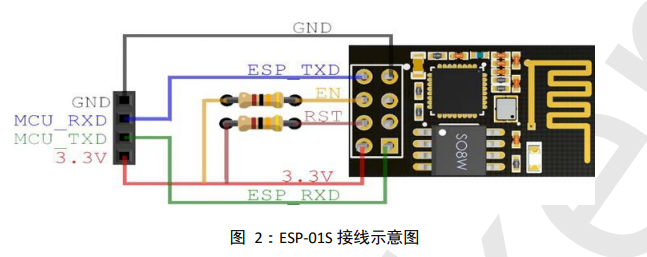 GND
ESP_TXD
GND
EN
MCU_RXD
RST
MCU_TXD
3.3V
3.3V
ESP_RXD
SO8W
图 2：ESP-01S 接线示意图